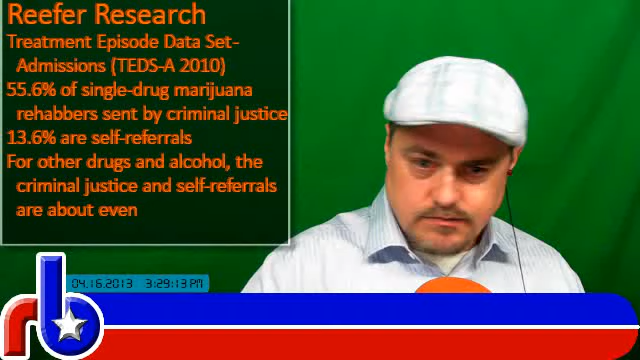 Reefer Research
Treatment Episode Data Set-
Admissions (TEDS-A 2010)
55.6% of single-drug marijuana
rehabbers sent by criminal justice
13.6% are self-referrals
For other drugs and alcohol, the
criminal justice and self-referrals
are about even
04.16.2013 3:29:13 PM
rb